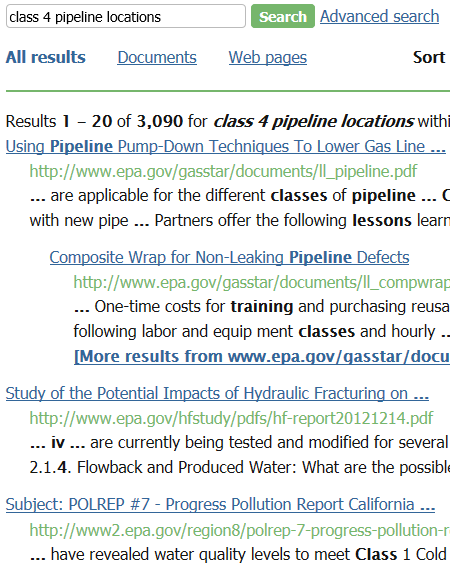 class 4 pipeline locations Search Advanced search
All results Documents Web pages Sort
Results 1 – 20 of 3,090 for class 4 pipeline locations withi
Using Pipeline Pump-Down Techniques To Lower Gas Line ...
http://www.epa.gov/gasstar/documents/ll_pipeline.pdf
... are applicable for the different classes of pipeline ... C
with new pipe ... Partners offer the following lessons learn
Composite Wrap for Non-Leaking Pipeline Defects
http://www.epa.gov/gasstar/documents/ll_compwrap
... One-time costs for training and purchasing reusa
following labor and equip ment classes and hourly ...
[More results from www.epa.gov/gasstar/docu
Study of the Potential Impacts of Hydraulic Fracturing on ...
http://www.epa.gov/hfstudy/pdfs/hf-report20121214.pdf
... iv ... are currently being tested and modified for several
2.1.4. Flowback and Produced Water: What are the possible
Subject: POLREP #7 - Progress Pollution Report California ...
http://www2.epa.gov/region8/polrep-7-progress-pollution-r
... have revealed water quality levels to meet Class 1 Cold